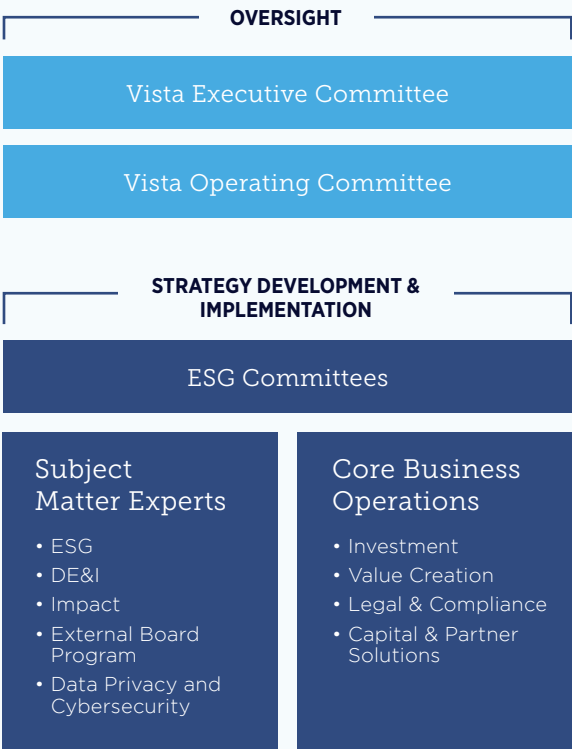 OVERSIGHT
Vista Executive Committee
Vista Operating Committee
STRATEGY DEVELOPMENT &
IMPLEMENTATION
ESG Committees
Subject
Matter Experts
• ESG
• DE&I
• Impact
• External Board
Program
• Data Privacy and
Cybersecurity
Core Business
Operations
• Investment
• Value Creation
• Legal & Compliance
• Capital & Partner
Solutions